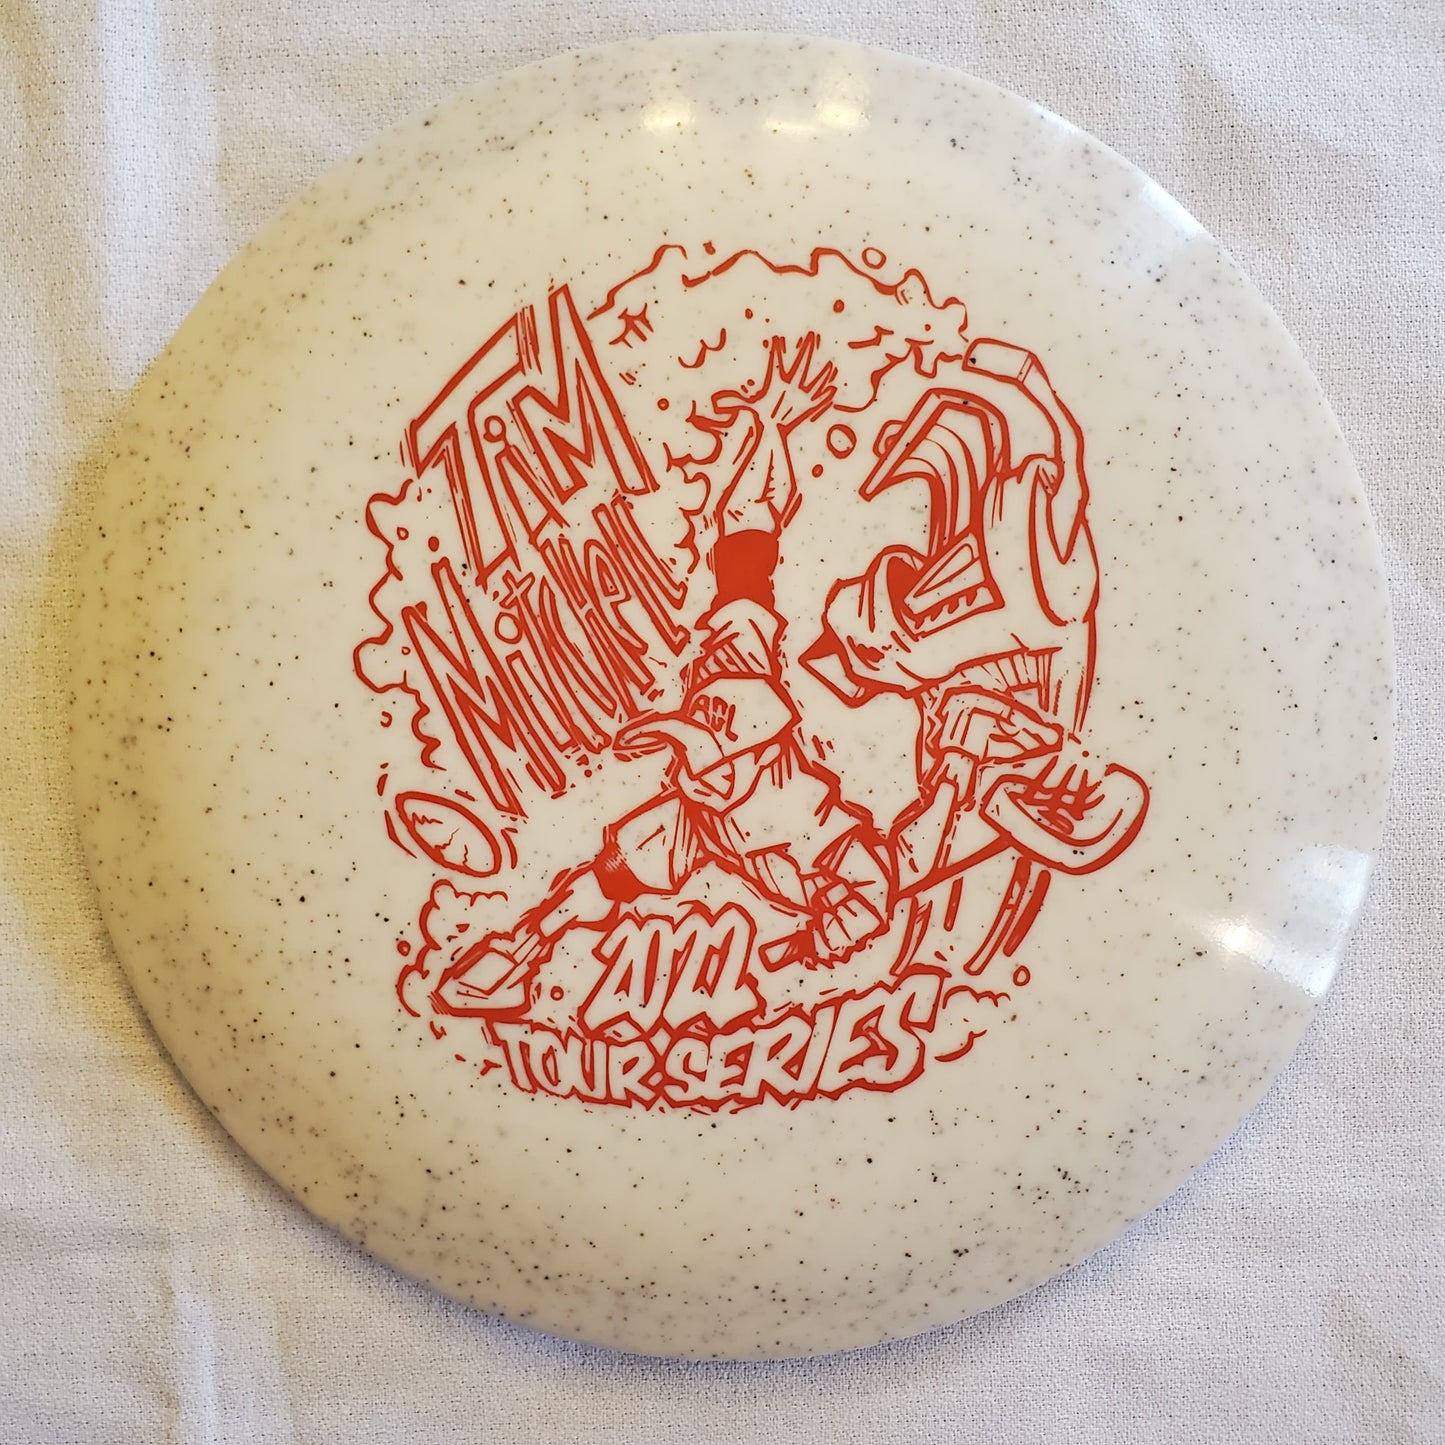 TiM
MiTCHELL
2022
TOUR SERIES